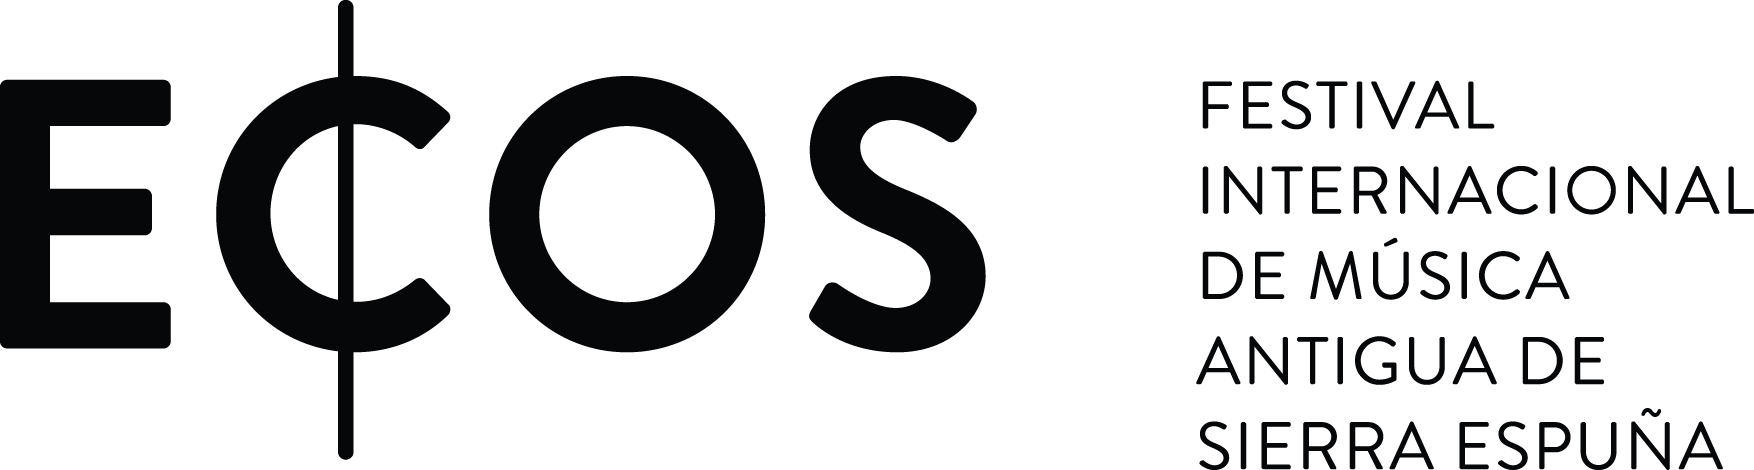 ECOS
FESTIVAL
INTERNACIONAL
DE MÚSICA
ANTIGUA DE
SIERRA ESPUÑA